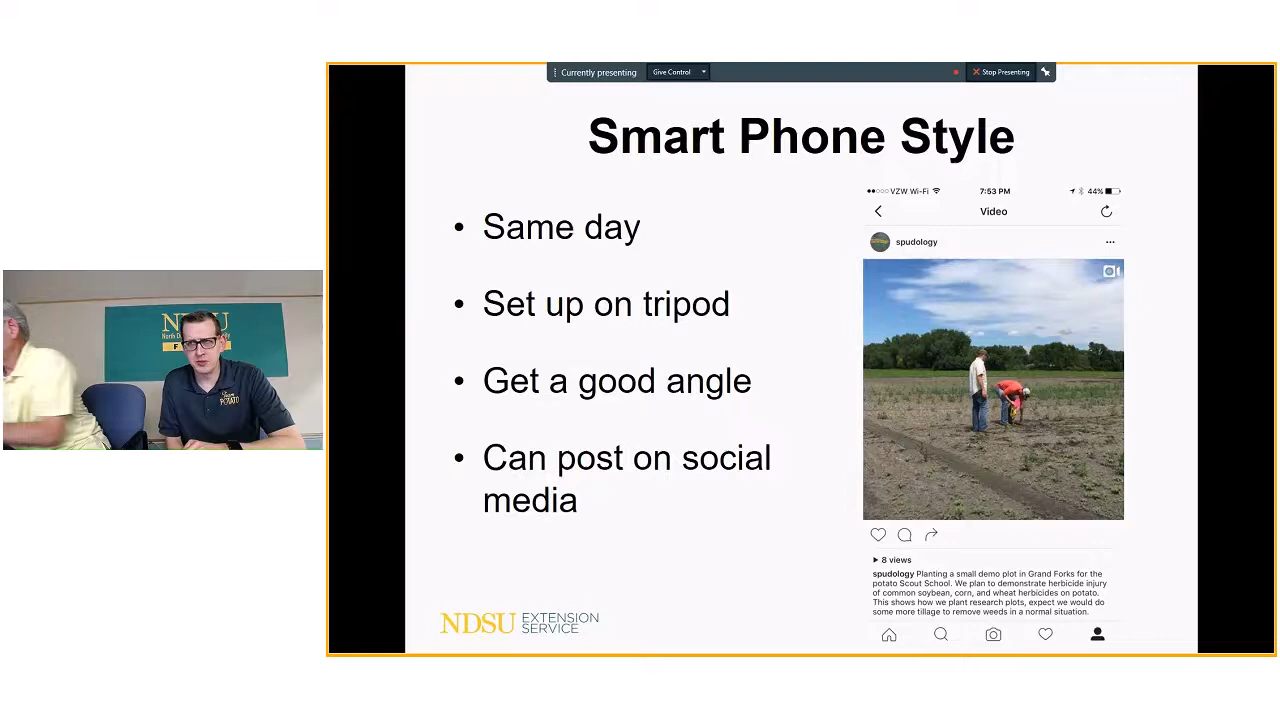 Currently presenting
Give Control
Stop Presenting
Smart Phone Style
• Same day
• Set up on tripod
• Get a good angle
• Can post on social
media
VZW Wi-Fi
7:53 PM
44%
Video
spudology
8 views
spudology Planting a small demo plot in Grand Forks for the
potato Scout School. We plan to demonstrate herbicide injury
of common soybean, corn, and wheat herbicides on potato.
This shows how we plant research plots, expect we would do
some more tillage to remove weeds in a normal situation.
NDSU EXTENSION
SERVICE
POTATO